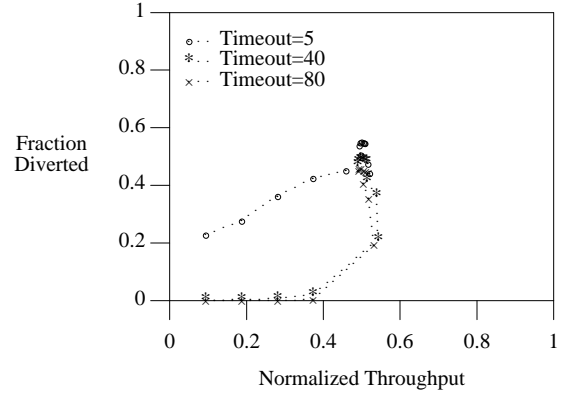 1
0.8
0.6
0.4
0.2
0
Fraction
Diverted
Timeout=5
Timeout=40
Timeout=80
0 0.2 0.4 0.6 0.8 1
Normalized Throughput